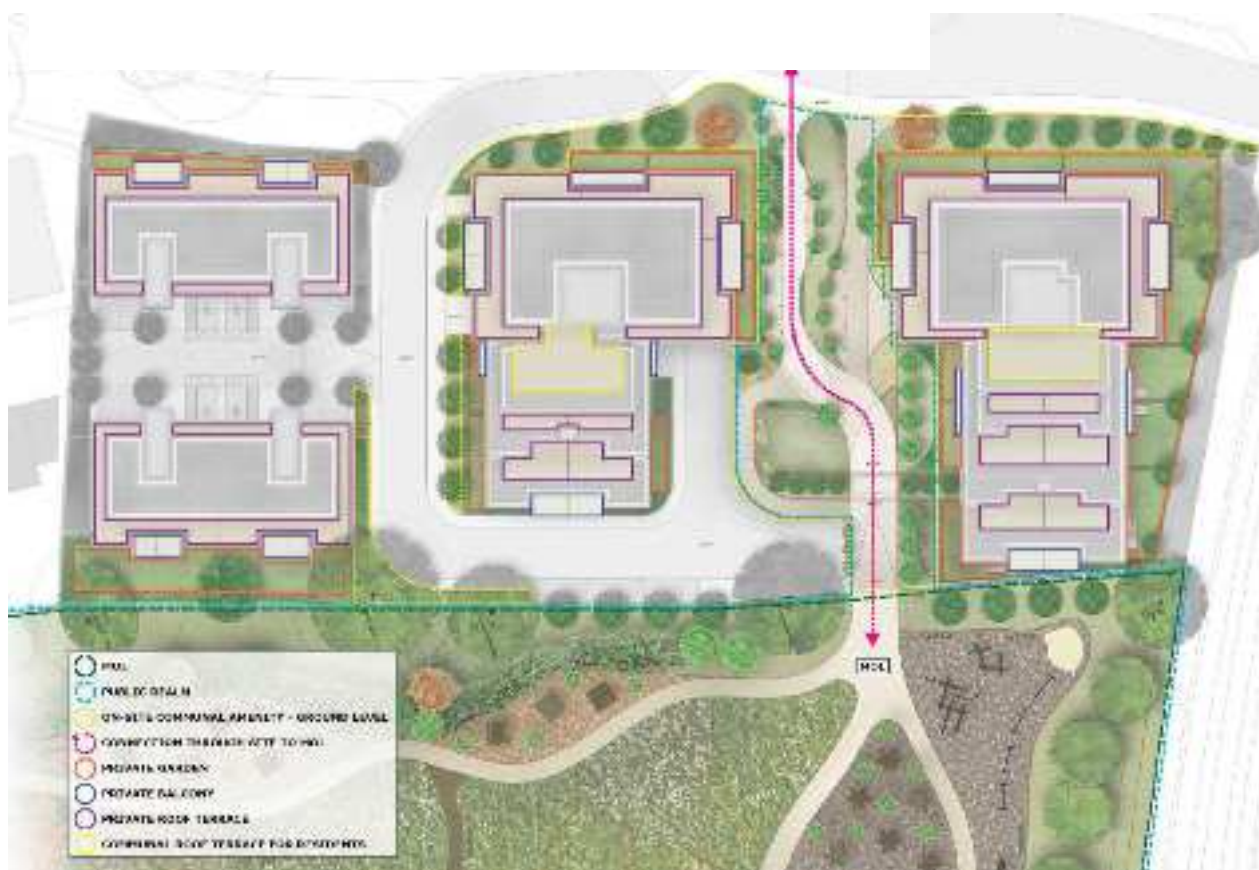 MOL
MOL
PUBLIC REALM
ON-SITE COMMUNAL AMENITY - GROUND LEVEL
CONNECTION THROUGH SITE TO MOL
PRIVATE GARDEN
PRIVATE BALCONY
PRIVATE ROOF TERRACE
COMMUNAL ROOF TERRACE FOR RESIDENTS